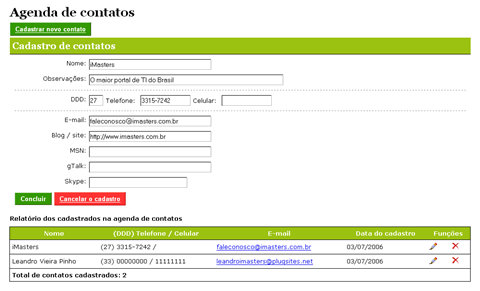 Agenda de contatos
Cadastrar novo contato
Cadastro de contatos
Nome: iMasters
Observações: O maior portal de TI do Brasil
DDD: 27 Telefone: 3315-7242 Celular:
E-mail: faleconosco@imasters.com.br
Blog / site: http://www.imasters.com.br
MSN:
gTalk:
Skype:
Concluir Cancelar o cadastro
Relatório dos cadastrados na agenda de contatos
Nome (DDD) Telefone / Celular E-mail Data do cadastro Funções
iMasters (27) 3315-7242 / faleconosco@imasters.com.br 03/07/2006
Leandro Vieira Pinho (33) 00000000 / 11111111 leandroimasters@plugsites.net 03/07/2006
Total de contatos cadastrados: 2